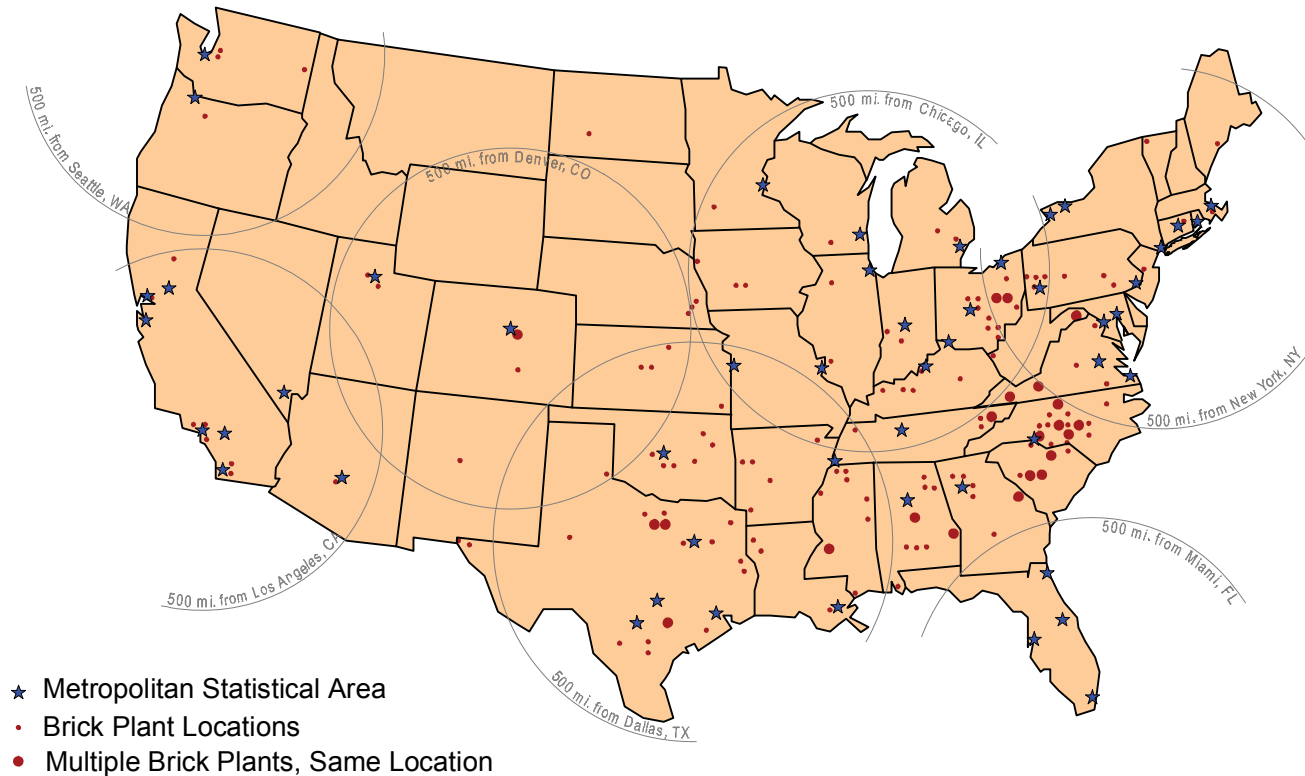 500 mi. from Chicego, IL
500 mi. from Seattle, WA
500 mi. from Denver, CO
500 mi. from New York, NY
500 mi. from Los Angeles, CA
500 mi. from Miami, FL
500 mi. from Dallas, TX
Metropolitan Statistical Area
Brick Plant Locations
Multiple Brick Plants, Same Location